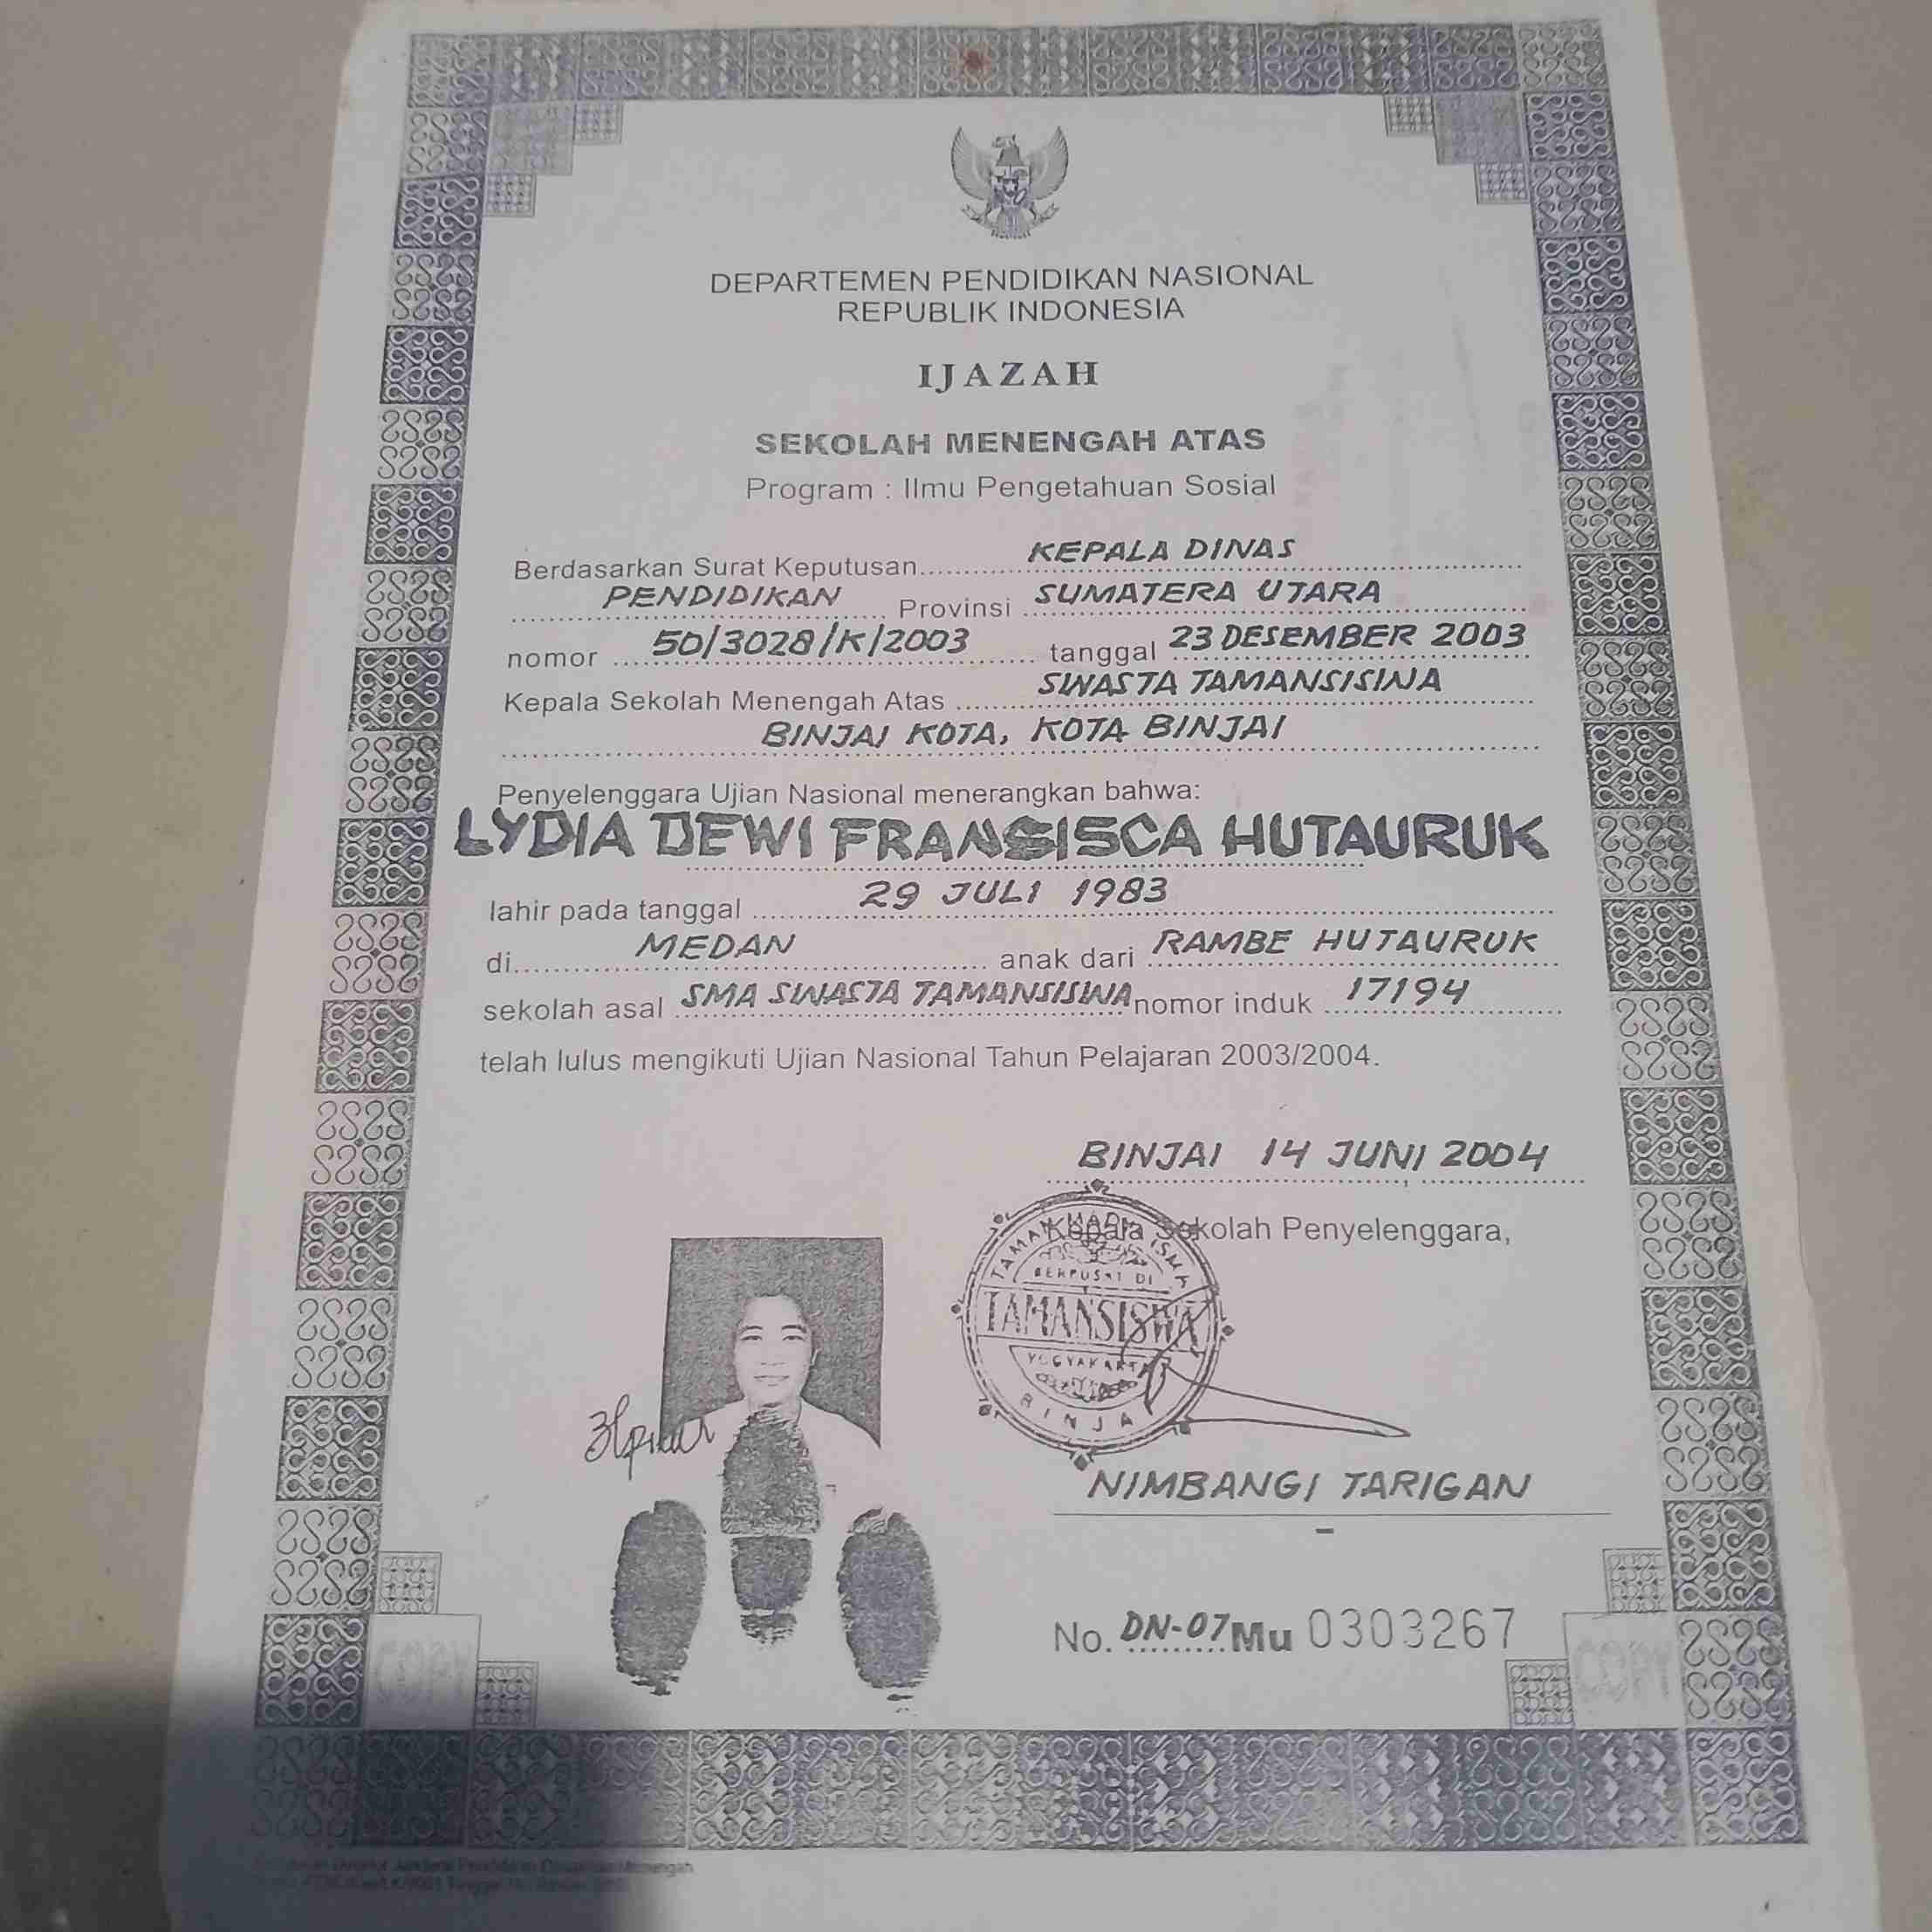 DEPARTEMEN PENDIDIKAN NASIONAL
REPUBLIK INDONESIA
IJAZAH
SEKOLAH MENENGAH ATAS
Program : Ilmu Pengetahuan Sosial
Berdasarkan Surat Keputusan KEPALA DINAS
PENDIDIKAN Provinsi SUMATERA UTARA
nomor 50/3028/K/2003 tanggal 23 DESEMBER 2003
Kepala Sekolah Menengah Atas SWASTA TAMANSISWA
BINJAI KOTA, KOTA BINJAI
Penyelenggara Ujian Nasional menerangkan bahwa:
LYDIA DEWI FRANSISCA HUTAURUK
lahir pada tanggal 29 JULI 1983
di MEDAN anak dari RAMBE HUTAURUK
sekolah asal SMA SWASTA TAMANSISWA nomor induk 17194
telah lulus mengikuti Ujian Nasional Tahun Pelajaran 2003/2004.
BINJAI 14 JUNI 2004
Kepala Sekolah Penyelenggara,
TAMAN MADYA (SMA)
BERPUSAT DI
TAMANSISWA
YOGYAKARTA
BINJAI
NIMBANGI TARIGAN
-
No. DN-07 Mu 0303267
COPY
COPY